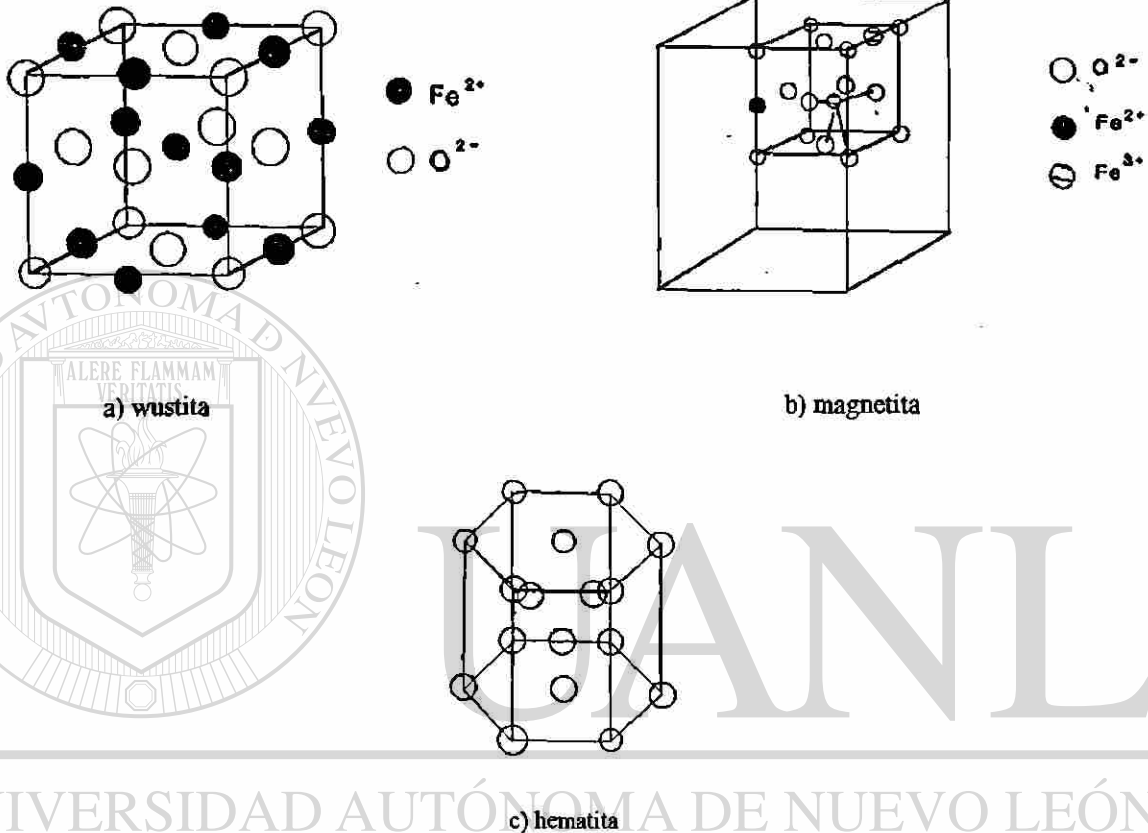 Fe²⁺
O²⁻
O²⁻
Fe²⁺
Fe³⁺
ALERE FLAMMAM
VERITATIS
a) wustita
b) magnetita
UANL
c) hematita
UNIVERSIDAD AUTÓNOMA DE NUEVO LEÓN